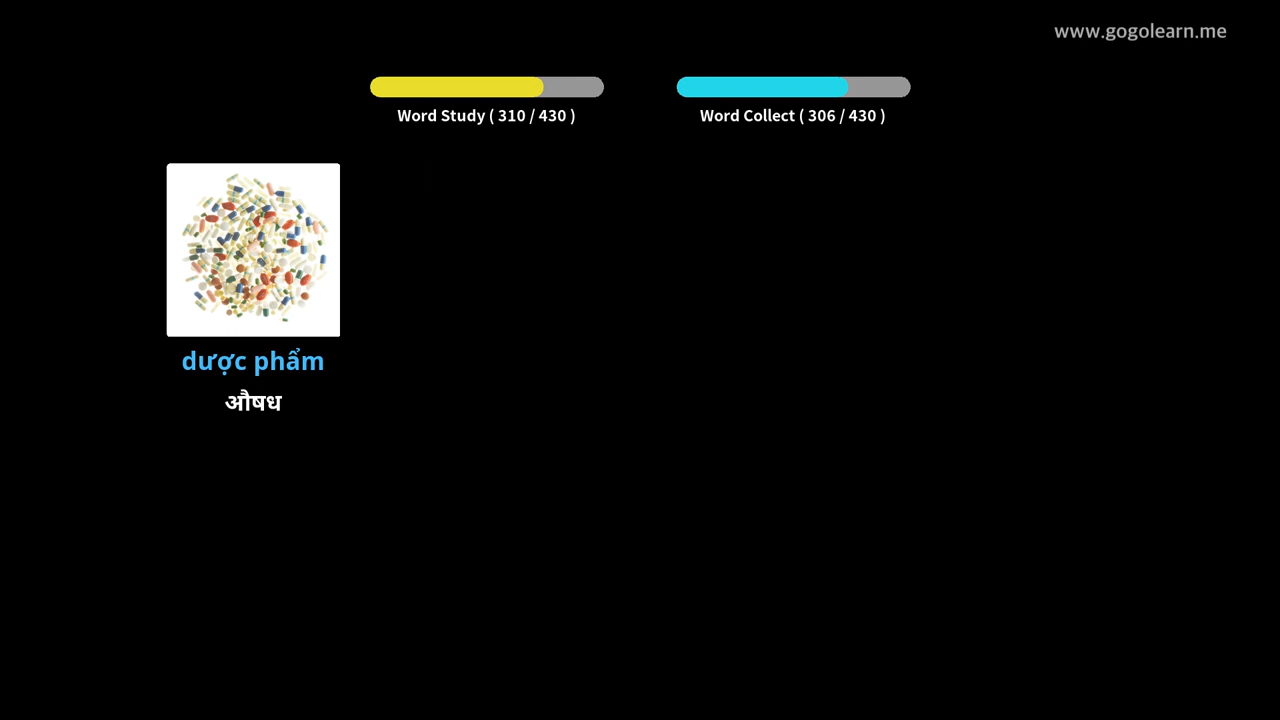 www.gogolearn.me
Word Study ( 310 / 430 )
Word Collect ( 306 / 430 )
dược phẩm
औषध